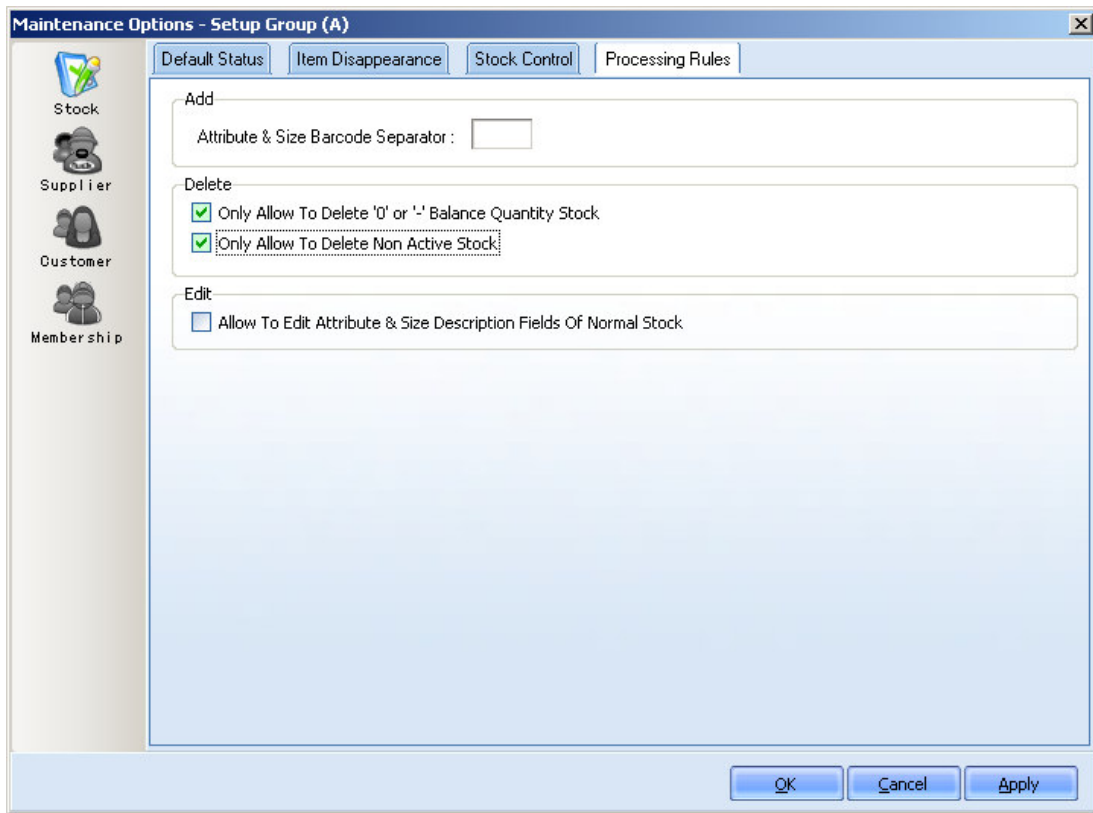 Maintenance Options - Setup Group (A)
Stock
Supplier
Customer
Membership
Default Status
Item Disappearance
Stock Control
Processing Rules
Add
Attribute & Size Barcode Separator :
Delete
Only Allow To Delete '0' or '-' Balance Quantity Stock
Only Allow To Delete Non Active Stock
Edit
Allow To Edit Attribute & Size Description Fields Of Normal Stock
OK
Cancel
Apply